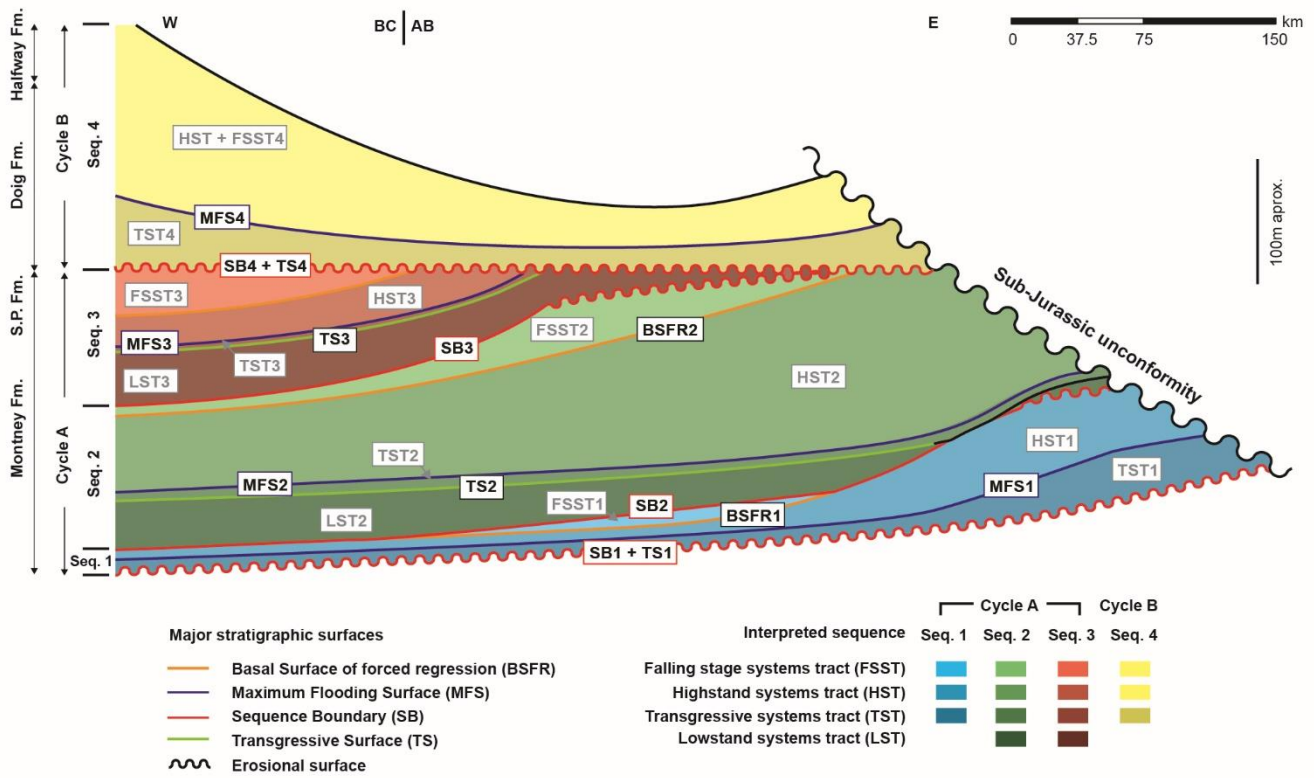 W
BC
AB
E
km
0
37.5
75
150
Halfway Fm.
Doig Fm.
S.P. Fm.
Montney Fm.
Cycle B
Cycle A
Seq. 4
Seq. 3
Seq. 2
Seq. 1
HST + FSST4
MFS4
TST4
SB4 + TS4
100m aprox.
FSST3
HST3
MFS3
TS3
TST3
LST3
SB3
FSST2
BSFR2
HST2
Sub-Jurassic unconformity
TST2
MFS2
TS2
LST2
FSST1
SB2
BSFR1
HST1
TST1
MFS1
SB1 + TS1
Major stratigraphic surfaces
Basal Surface of forced regression (BSFR)
Maximum Flooding Surface (MFS)
Sequence Boundary (SB)
Transgressive Surface (TS)
Erosional surface
Cycle A Cycle B
Interpreted sequence Seq. 1 Seq. 2 Seq. 3 Seq. 4
Falling stage systems tract (FSST)
Highstand systems tract (HST)
Transgressive systems tract (TST)
Lowstand systems tract (LST)